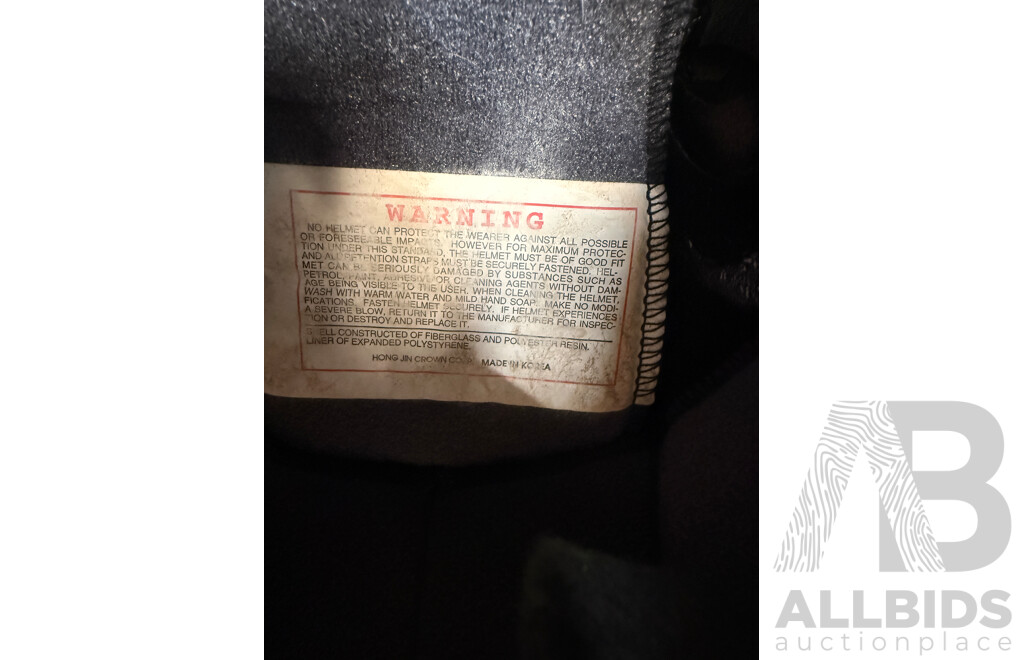 WARNING
NO HELMET CAN PROTECT THE WEARER AGAINST ALL POSSIBLE
OR FORESEEABLE IMPACTS. HOWEVER FOR MAXIMUM PROTEC-
TION UNDER THIS STANDARD, THE HELMET MUST BE OF GOOD FIT
AND ALL RETENTION STRAPS MUST BE SECURELY FASTENED. HEL-
MET CAN BE SERIOUSLY DAMAGED BY SUBSTANCES SUCH AS
PETROL, PAINT, ADHESIVE OR CLEANING AGENTS WITHOUT DAM-
AGE BEING VISIBLE TO THE USER. WHEN CLEANING THE HELMET,
WASH WITH WARM WATER AND MILD HAND SOAP. MAKE NO MODI-
FICATIONS. FASTEN HELMET SECURELY. IF HELMET EXPERIENCES
A SEVERE BLOW, RETURN IT TO THE MANUFACTURER FOR INSPEC-
TION OR DESTROY AND REPLACE IT.
SHELL CONSTRUCTED OF FIBERGLASS AND POLYESTER RESIN.
LINER OF EXPANDED POLYSTYRENE.
HONG JIN CROWN CORP. MADE IN KOREA
AB
ALLBIDS
auctionplace